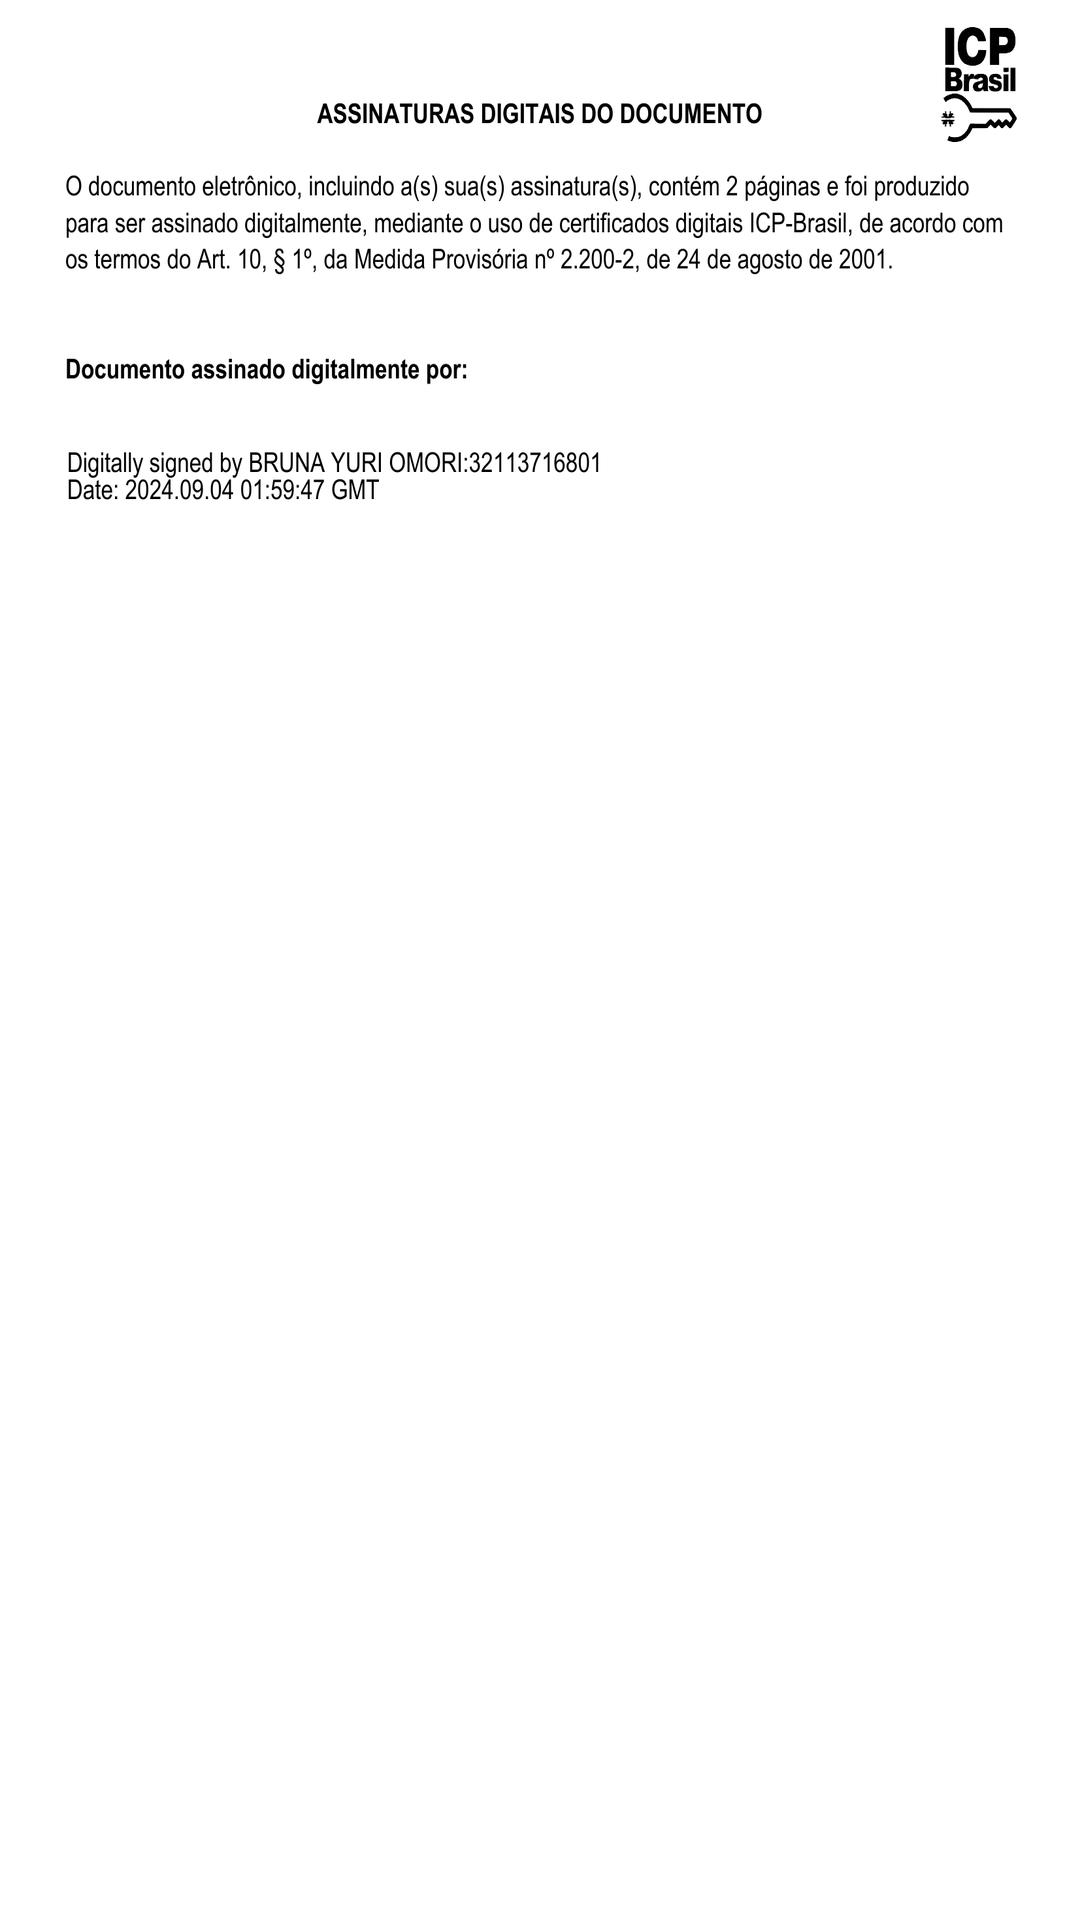 ICP
Brasil
ASSINATURAS DIGITAIS DO DOCUMENTO
O documento eletrônico, incluindo a(s) sua(s) assinatura(s), contém 2 páginas e foi produzido
para ser assinado digitalmente, mediante o uso de certificados digitais ICP-Brasil, de acordo com
os termos do Art. 10, § 1º, da Medida Provisória nº 2.200-2, de 24 de agosto de 2001.
Documento assinado digitalmente por:
Digitally signed by BRUNA YURI OMORI:32113716801
Date: 2024.09.04 01:59:47 GMT